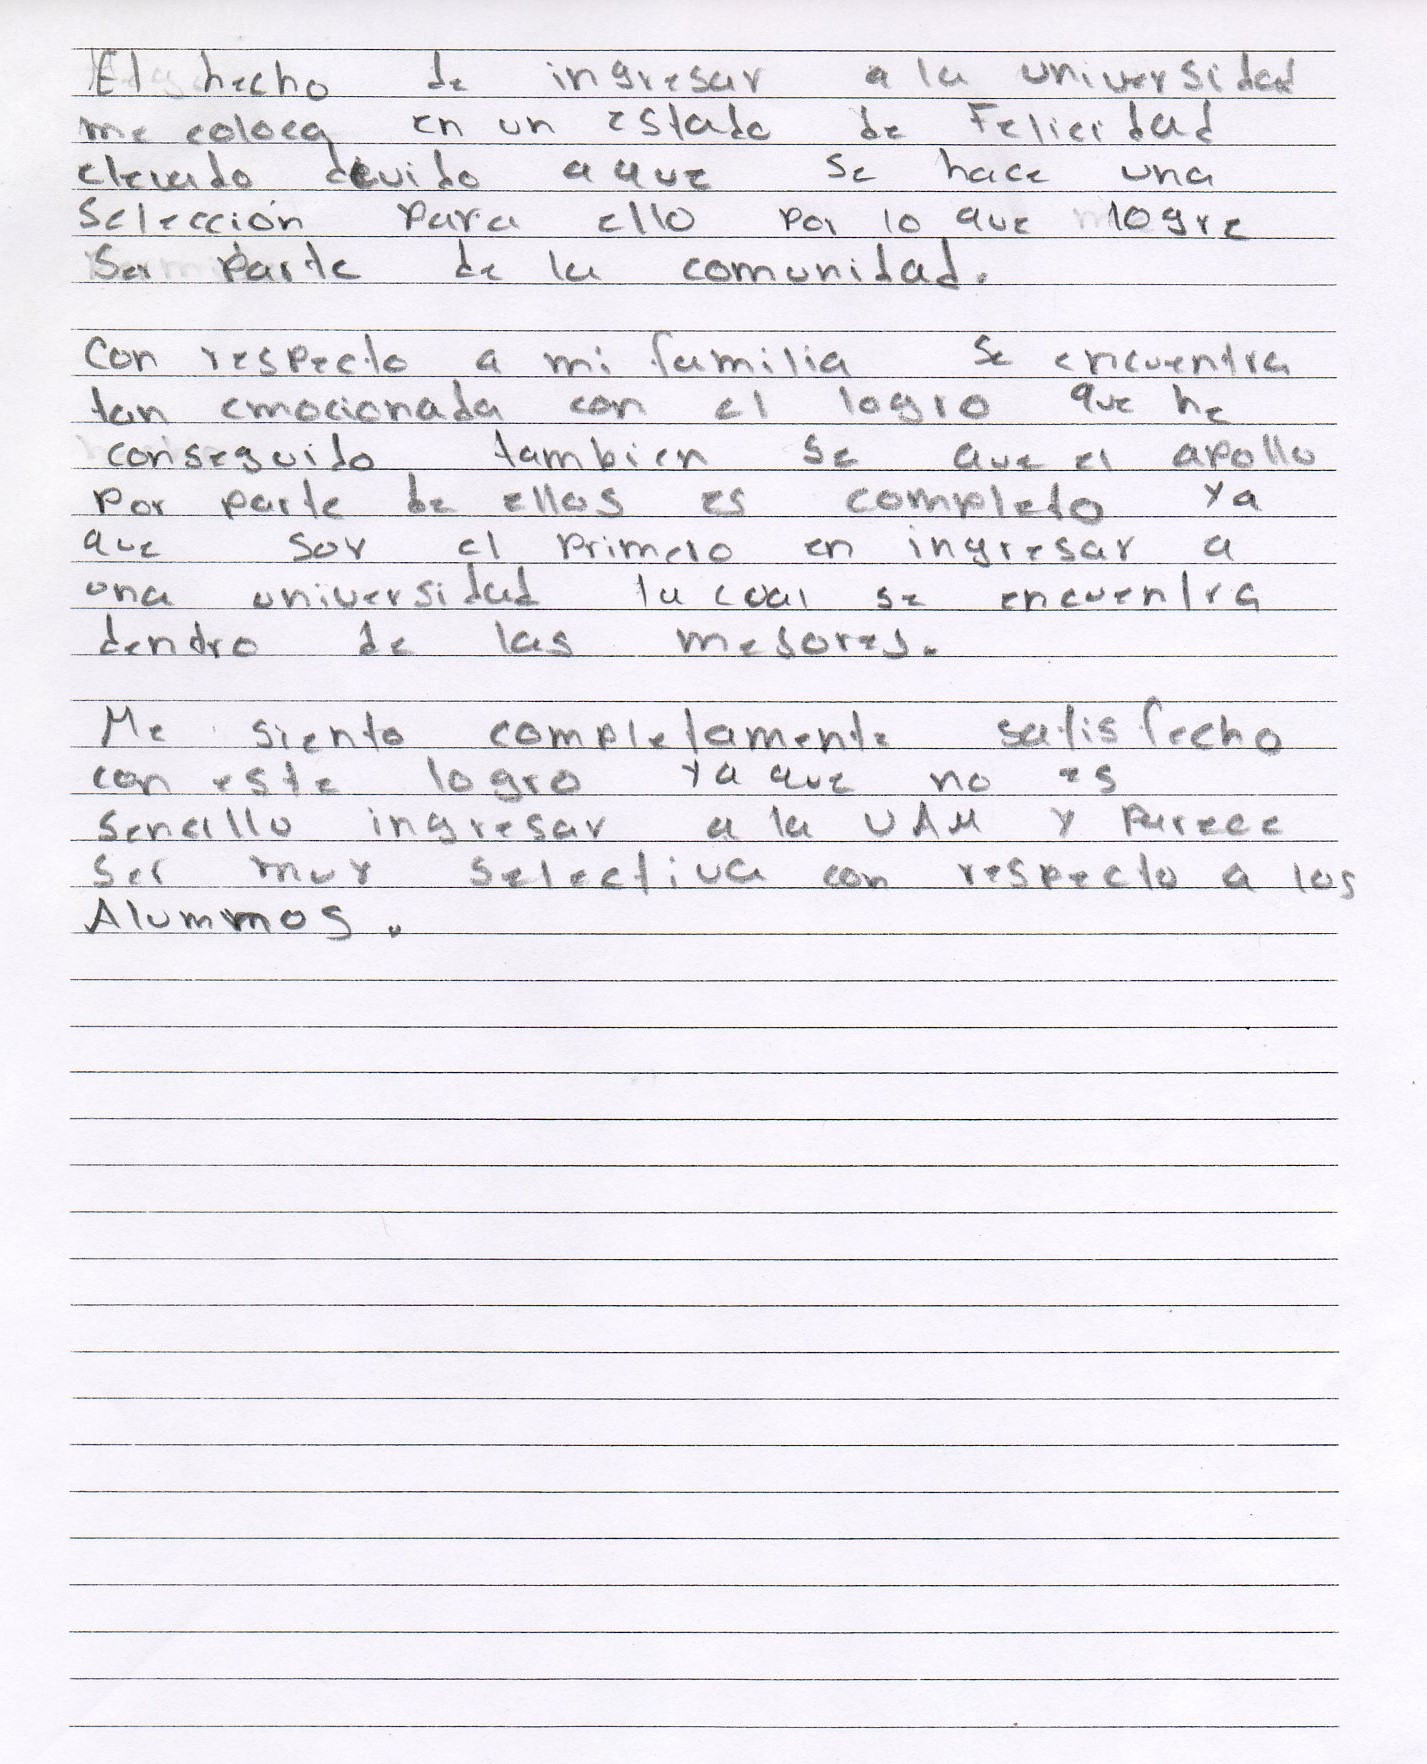 El hecho de ingresar a la universidad
me coloca en un estado de Felicidad
elevado devido a que se hace una
Selección para ello por lo que logre
Ser parte de la comunidad.
Con respecto a mi familia se encuentra
tan emocionada con el logro que he
conseguido tambien se que el apollo
por parte de ellos es completo ya
que soy el primero en ingresar a
una universidad la cual se encuentra
dentro de las mejores.
Me siento completamente satisfecho
con este logro ya que no es
sencillo ingresar a la UAM y parece
ser muy selectiva con respecto a los
Alummos.